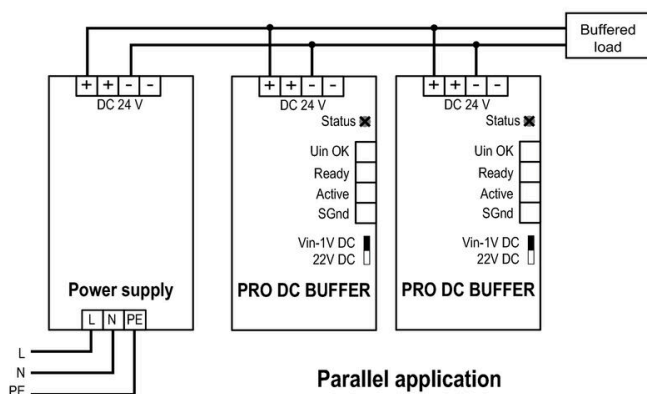 Buffered
load
+ + - -
DC 24 V
+ + - -
DC 24 V
+ + - -
DC 24 V
Status
Uin OK
Ready
Active
SGnd
Vin-1V DC
22V DC
Status
Uin OK
Ready
Active
SGnd
Vin-1V DC
22V DC
Power supply
PRO DC BUFFER
PRO DC BUFFER
L N PE
L
N
PE
Parallel application